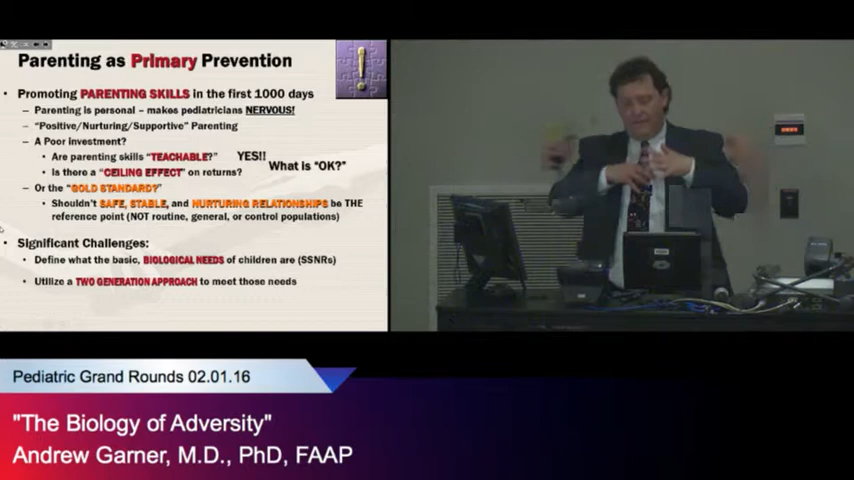 Parenting as Primary Prevention
• Promoting PARENTING SKILLS in the first 1000 days
– Parenting is personal – makes pediatricians NERVOUS!
– "Positive/Nurturing/Supportive" Parenting
– A Poor investment?
• Are parenting skills "TEACHABLE?" YES!!
• Is there a "CEILING EFFECT" on returns? What is "OK?"
– Or the "GOLD STANDARD?"
• Shouldn't SAFE, STABLE, and NURTURING RELATIONSHIPS be THE
reference point (NOT routine, general, or control populations)
• Significant Challenges:
• Define what the basic, BIOLOGICAL NEEDS of children are (SSNRs)
• Utilize a TWO GENERATION APPROACH to meet those needs
Pediatric Grand Rounds 02.01.16
"The Biology of Adversity"
Andrew Garner, M.D., PhD, FAAP